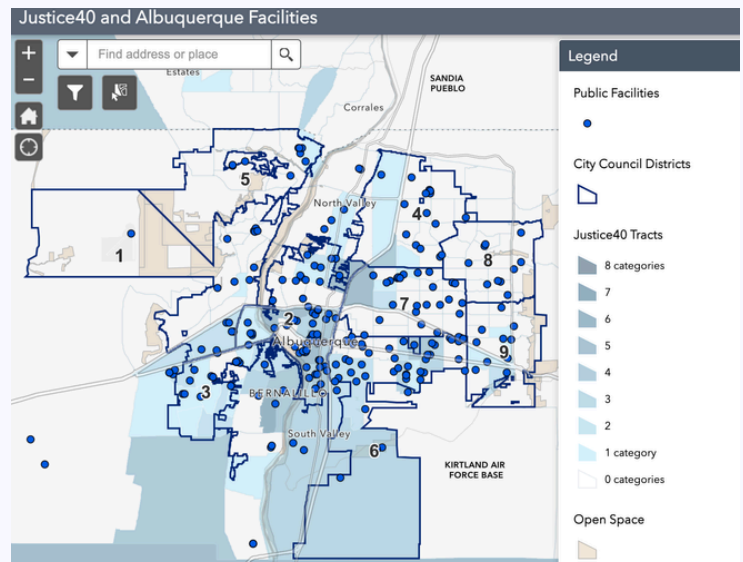 Justice40 and Albuquerque Facilities
+
Find address or place
−
Estates
SANDIA
PUEBLO
Corrales
5
North Valley
4
1
8
7
2
Albuquerque
9
3
BERNALILLO
South Valley
6
KIRTLAND AIR
FORCE BASE
Legend
Public Facilities
City Council Districts
Justice40 Tracts
8 categories
7
6
5
4
3
2
1 category
0 categories
Open Space